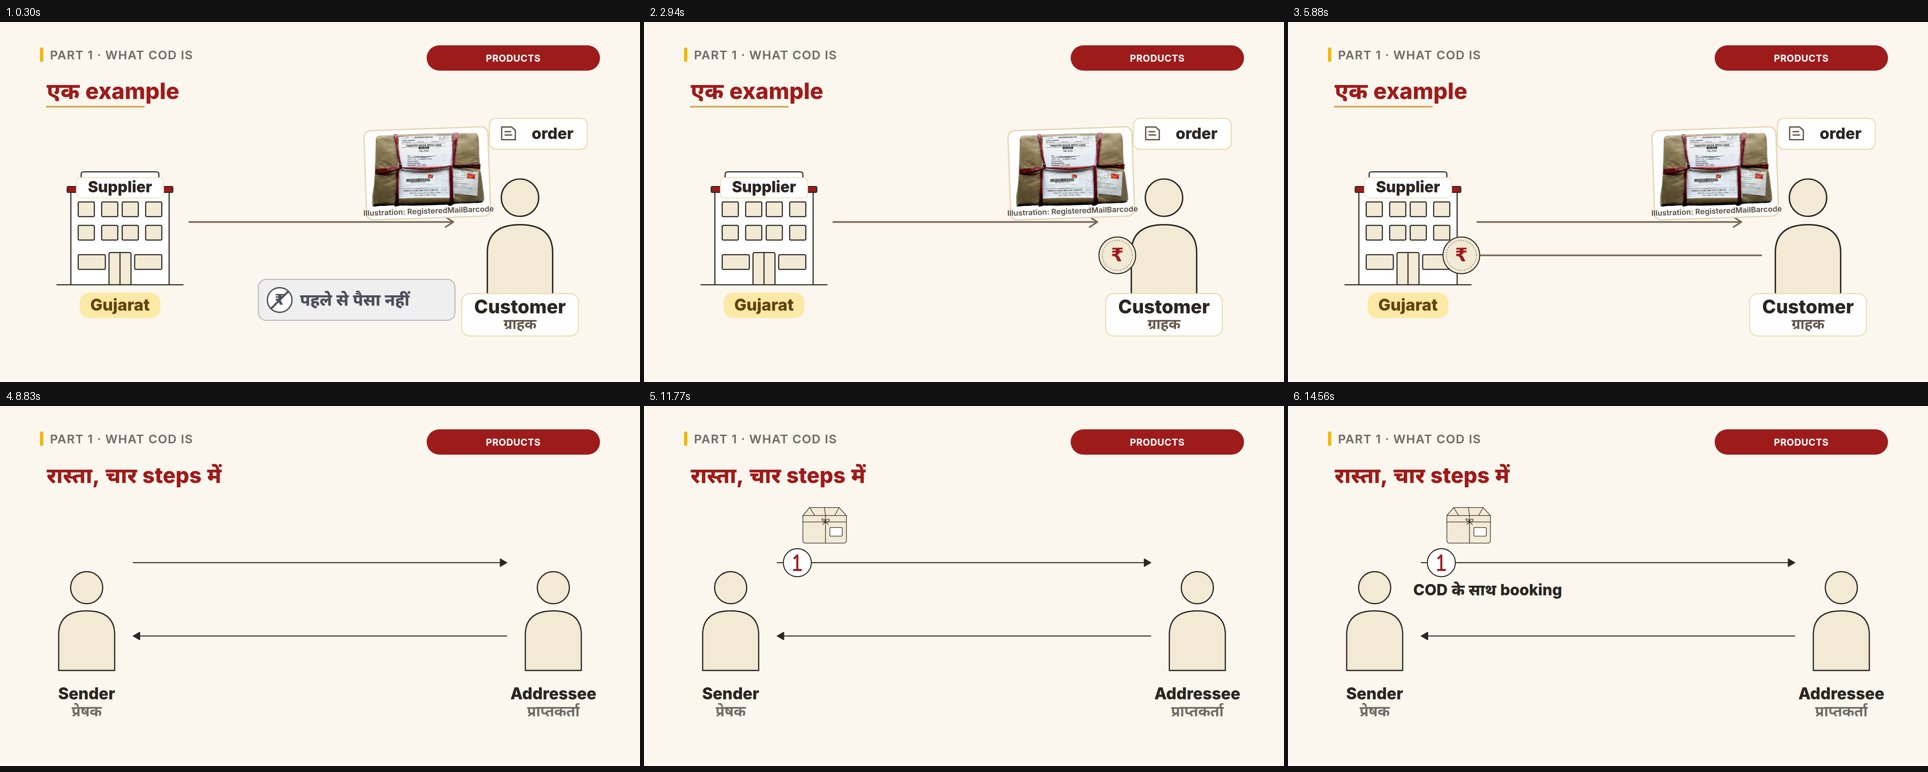 1. 0.30s
PART 1 · WHAT COD IS
PRODUCTS
एक example
order
Supplier
Illustration: RegisteredMailBarcode
₹ पहले से पैसा नहीं
Gujarat
Customer
ग्राहक
2. 2.94s
PART 1 · WHAT COD IS
PRODUCTS
एक example
order
Supplier
Illustration: RegisteredMailBarcode
₹
Gujarat
Customer
ग्राहक
3. 5.88s
PART 1 · WHAT COD IS
PRODUCTS
एक example
order
Supplier
Illustration: RegisteredMailBarcode
₹
Gujarat
Customer
ग्राहक
4. 8.83s
PART 1 · WHAT COD IS
PRODUCTS
रास्ता, चार steps में
Sender
प्रेषक
Addressee
प्राप्तकर्ता
5. 11.77s
PART 1 · WHAT COD IS
PRODUCTS
रास्ता, चार steps में
1
Sender
प्रेषक
Addressee
प्राप्तकर्ता
6. 14.56s
PART 1 · WHAT COD IS
PRODUCTS
रास्ता, चार steps में
1
COD के साथ booking
Sender
प्रेषक
Addressee
प्राप्तकर्ता